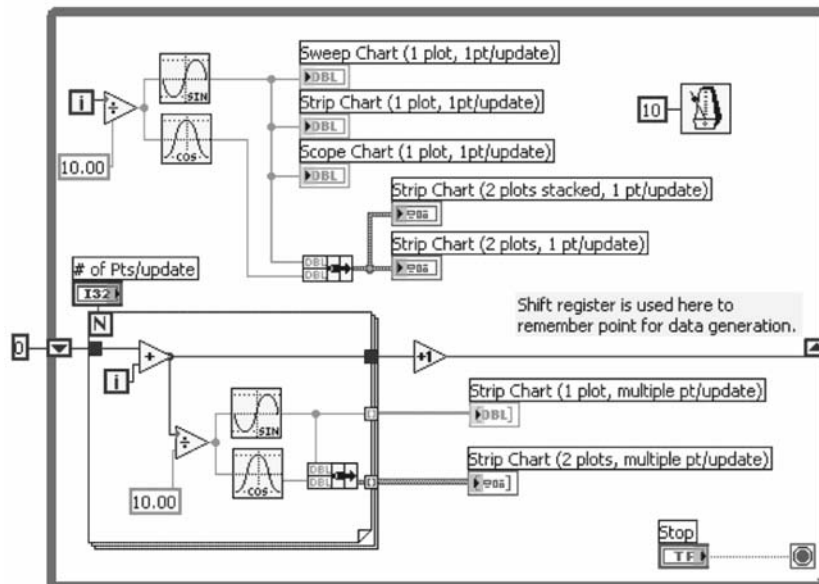 Sweep Chart (1 plot, 1pt/update)
DBL
i
÷
SIN
Strip Chart (1 plot, 1pt/update)
DBL
10
COS
Scope Chart (1 plot, 1pt/update)
DBL
10.00
Strip Chart (2 plots stacked, 1 pt/update)
DBL
DBL
Strip Chart (2 plots, 1 pt/update)
# of Pts/update
I32
N
Shift register is used here to
remember point for data generation.
0
+
i
+1
Strip Chart (1 plot, multiple pt/update)
[DBL]
÷
SIN
COS
DBL
DBL
Strip Chart (2 plots, multiple pt/update)
10.00
Stop
TF